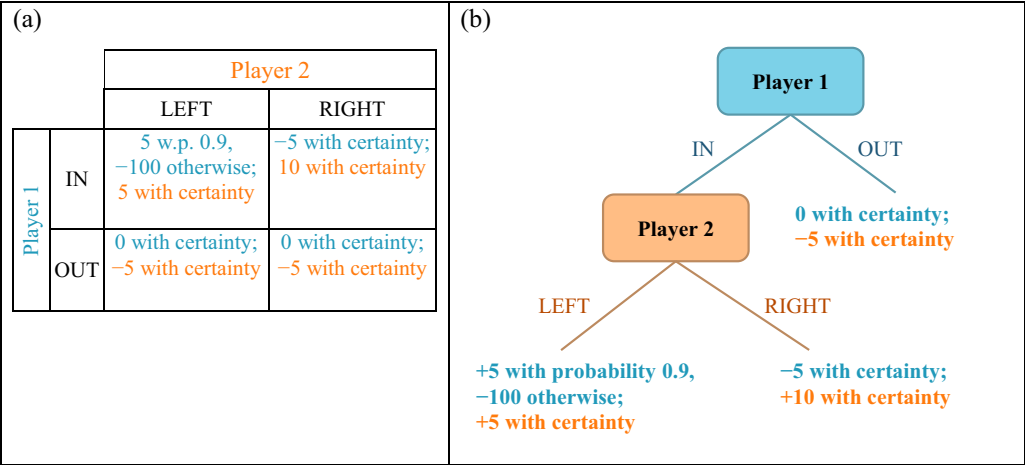 (a)
Player 2
LEFT
RIGHT
Player 1
IN
5 w.p. 0.9,
−100 otherwise;
5 with certainty
−5 with certainty;
10 with certainty
OUT
0 with certainty;
−5 with certainty
0 with certainty;
−5 with certainty
(b)
Player 1
IN
OUT
Player 2
0 with certainty;
−5 with certainty
LEFT
RIGHT
+5 with probability 0.9,
−100 otherwise;
+5 with certainty
−5 with certainty;
+10 with certainty